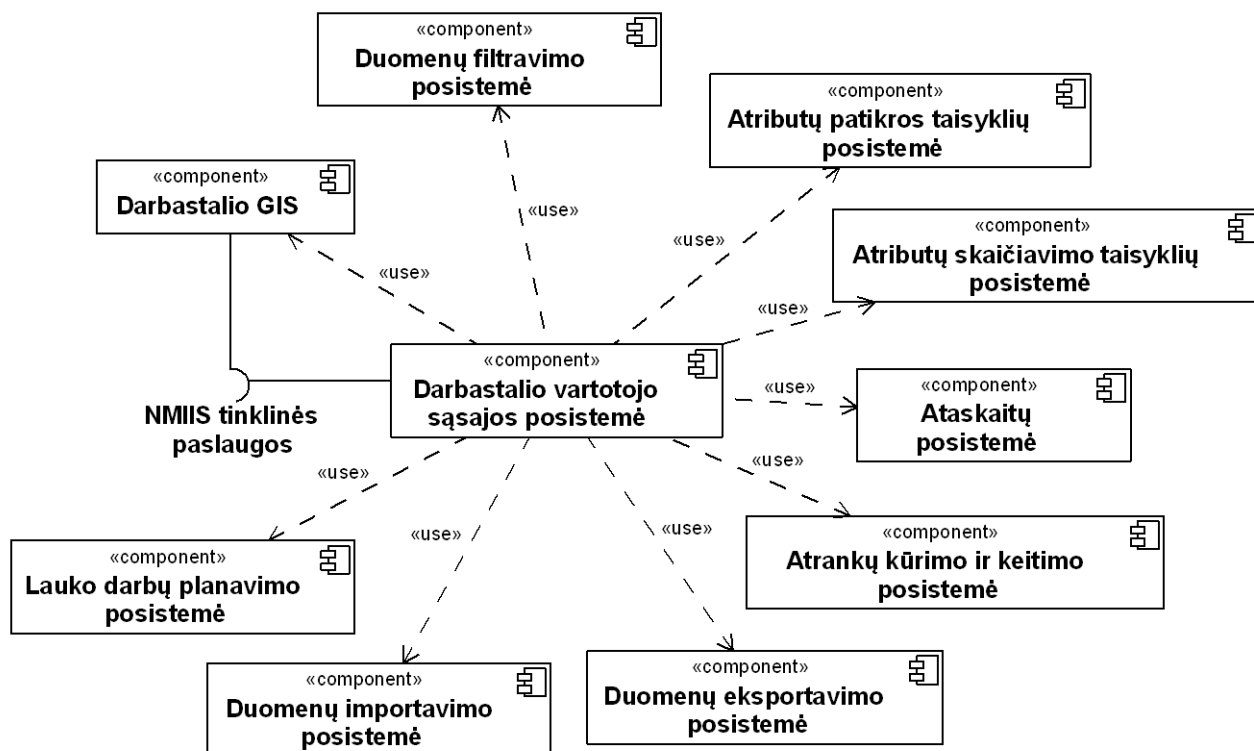 «component»
Duomenų filtravimo
posistemė
«component»
Atributų patikros taisyklių
posistemė
«component»
Darbastalio GIS
«use»
«component»
Atributų skaičiavimo taisyklių
posistemė
«use»
«use»
«use»
«component»
Darbastalio vartotojo
sąsajos posistemė
«use»
«component»
Ataskaitų
posistemė
NMIIS tinklinės
paslaugos
«use»
«use»
«use»
«use»
«component»
Atrankų kūrimo ir keitimo
posistemė
«component»
Lauko darbų planavimo
posistemė
«component»
Duomenų importavimo
posistemė
«component»
Duomenų eksportavimo
posistemė